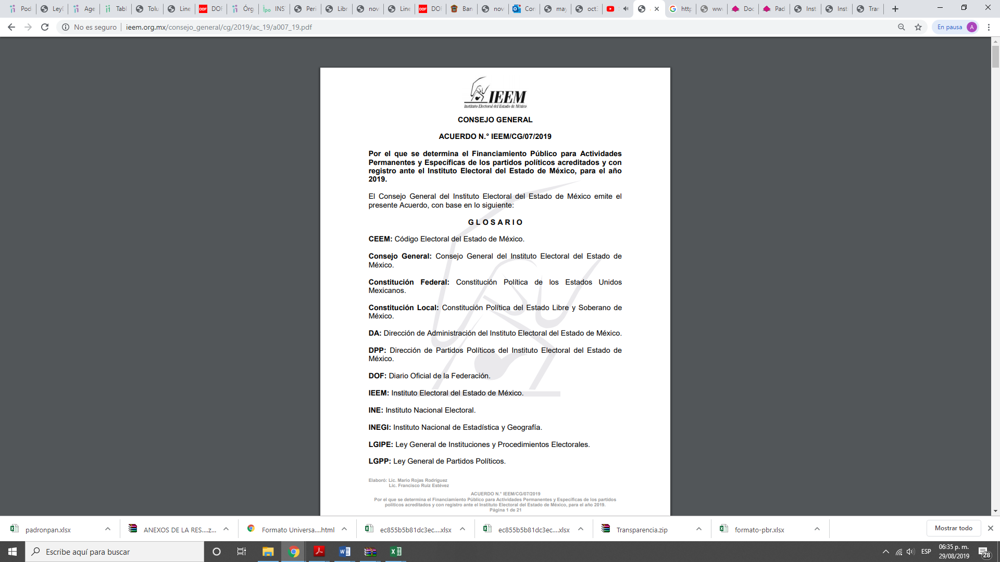 Pod
LeyI
Age
Tabl
Tolu
Line
DOF
Órg
INS
Peri
Libr
nov
Line
DO
Ban
nov
Cor
may
oct
http
www
Doc
Pad
Inst
Inst
Trar
No es seguro | ieem.org.mx/consejo_general/cg/2019/ac_19/a007_19.pdf
En pausa A
IEEM
Instituto Electoral del Estado de México
CONSEJO GENERAL
ACUERDO N.° IEEM/CG/07/2019
Por el que se determina el Financiamiento Público para Actividades
Permanentes y Específicas de los partidos políticos acreditados y con
registro ante el Instituto Electoral del Estado de México, para el año
2019.
El Consejo General del Instituto Electoral del Estado de México emite el
presente Acuerdo, con base en lo siguiente:
G L O S A R I O
CEEM: Código Electoral del Estado de México.
Consejo General: Consejo General del Instituto Electoral del Estado de
México.
Constitución Federal: Constitución Política de los Estados Unidos
Mexicanos.
Constitución Local: Constitución Política del Estado Libre y Soberano de
México.
DA: Dirección de Administración del Instituto Electoral del Estado de México.
DPP: Dirección de Partidos Políticos del Instituto Electoral del Estado de
México.
DOF: Diario Oficial de la Federación.
IEEM: Instituto Electoral del Estado de México.
INE: Instituto Nacional Electoral.
INEGI: Instituto Nacional de Estadística y Geografía.
LGIPE: Ley General de Instituciones y Procedimientos Electorales.
LGPP: Ley General de Partidos Políticos.
Elaboró: Lic. Mario Rojas Rodríguez
Lic. Francisco Ruiz Estévez
ACUERDO N.° IEEM/CG/07/2019
Por el que se determina el Financiamiento Público para Actividades Permanentes y Específicas de los partidos
políticos acreditados y con registro ante el Instituto Electoral del Estado de México, para el año 2019.
Página 1 de 21
padronpan.xlsx
ANEXOS DE LA RES....z...
Formato Universa....html
ec855b5b81dc3ec....xlsx
ec855b5b81dc3ec....xlsx
Transparencia.zip
formato-pbr.xlsx
Mostrar todo
Escribe aquí para buscar
ESP
06:35 p. m.
29/08/2019
28